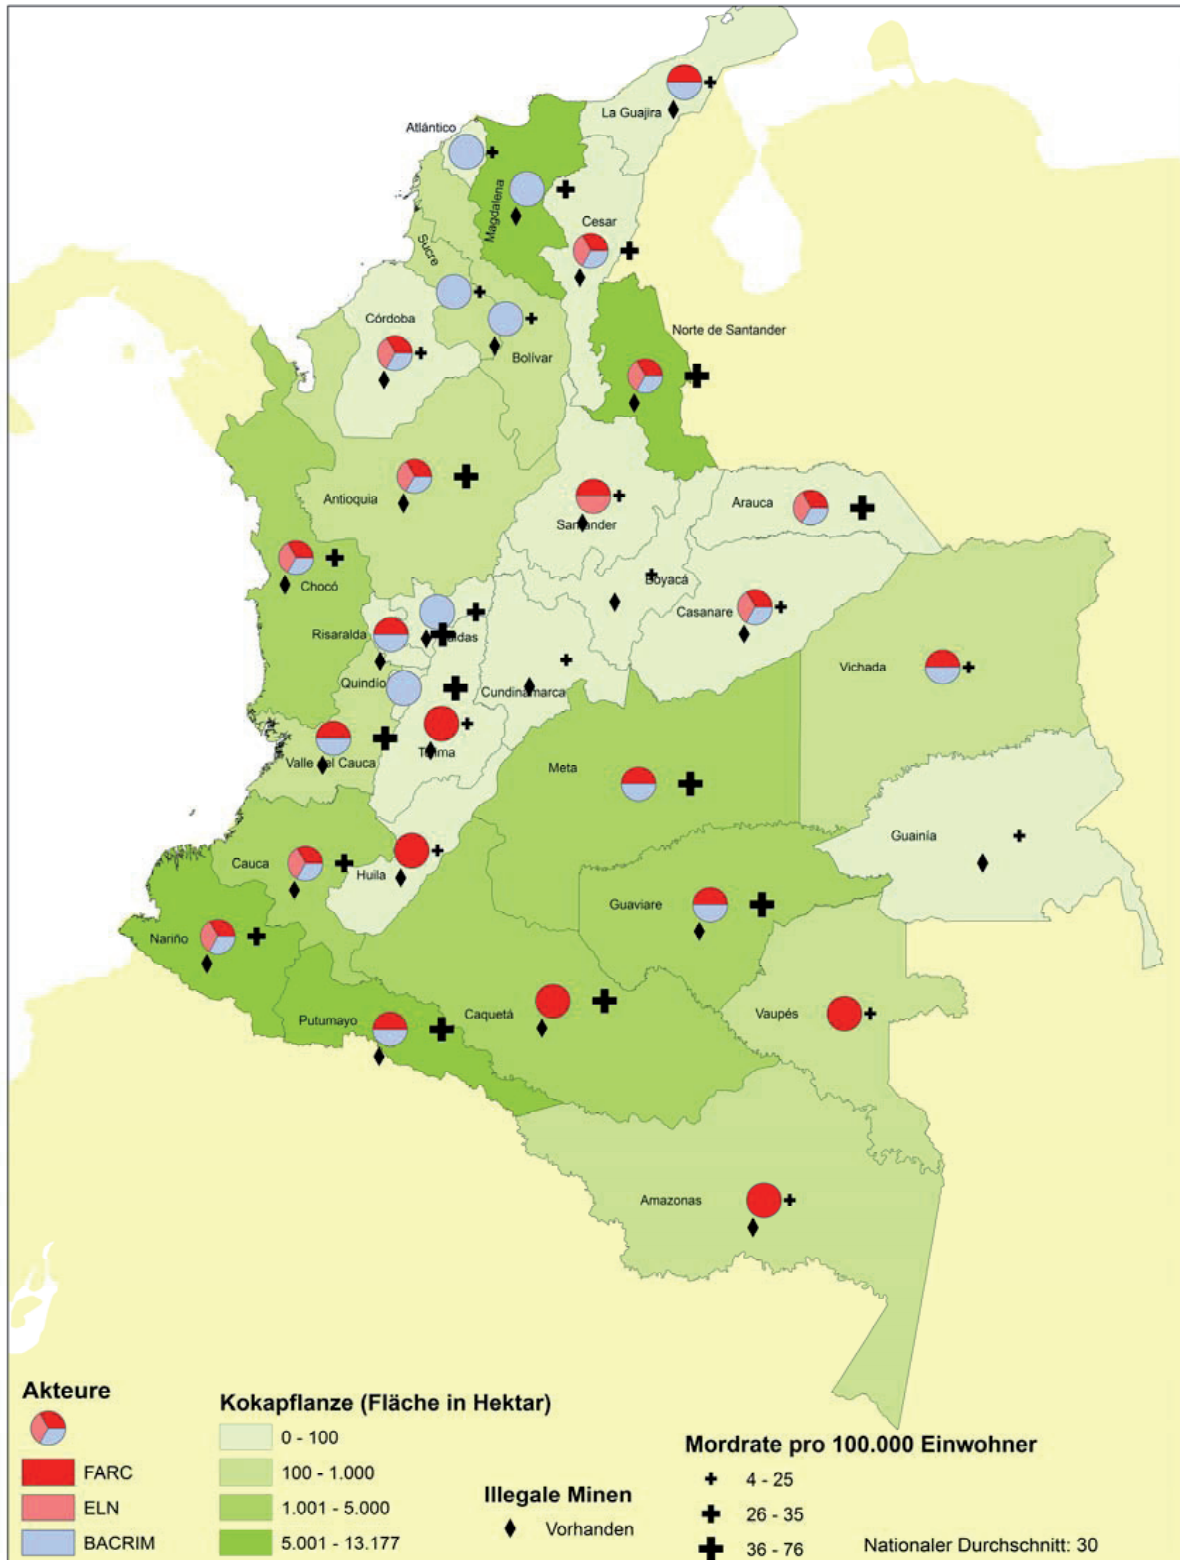 La Guajira
Atlántico
Magdalena
Cesar
Sucre
Córdoba
Bolívar
Norte de Santander
Antioquia
Santander
Arauca
Chocó
Boyacá
Casanare
Risaralda
Vichada
Quindío
Cundinamarca
Valle del Cauca
Meta
Guainía
Cauca
Huila
Guaviare
Nariño
Putumayo
Caquetá
Vaupés
Amazonas
Akteure
FARC
ELN
BACRIM
Kokapflanze (Fläche in Hektar)
0 - 100
100 - 1.000
1.001 - 5.000
5.001 - 13.177
Illegale Minen
Vorhanden
Mordrate pro 100.000 Einwohner
4 - 25
26 - 35
36 - 76
Nationaler Durchschnitt: 30